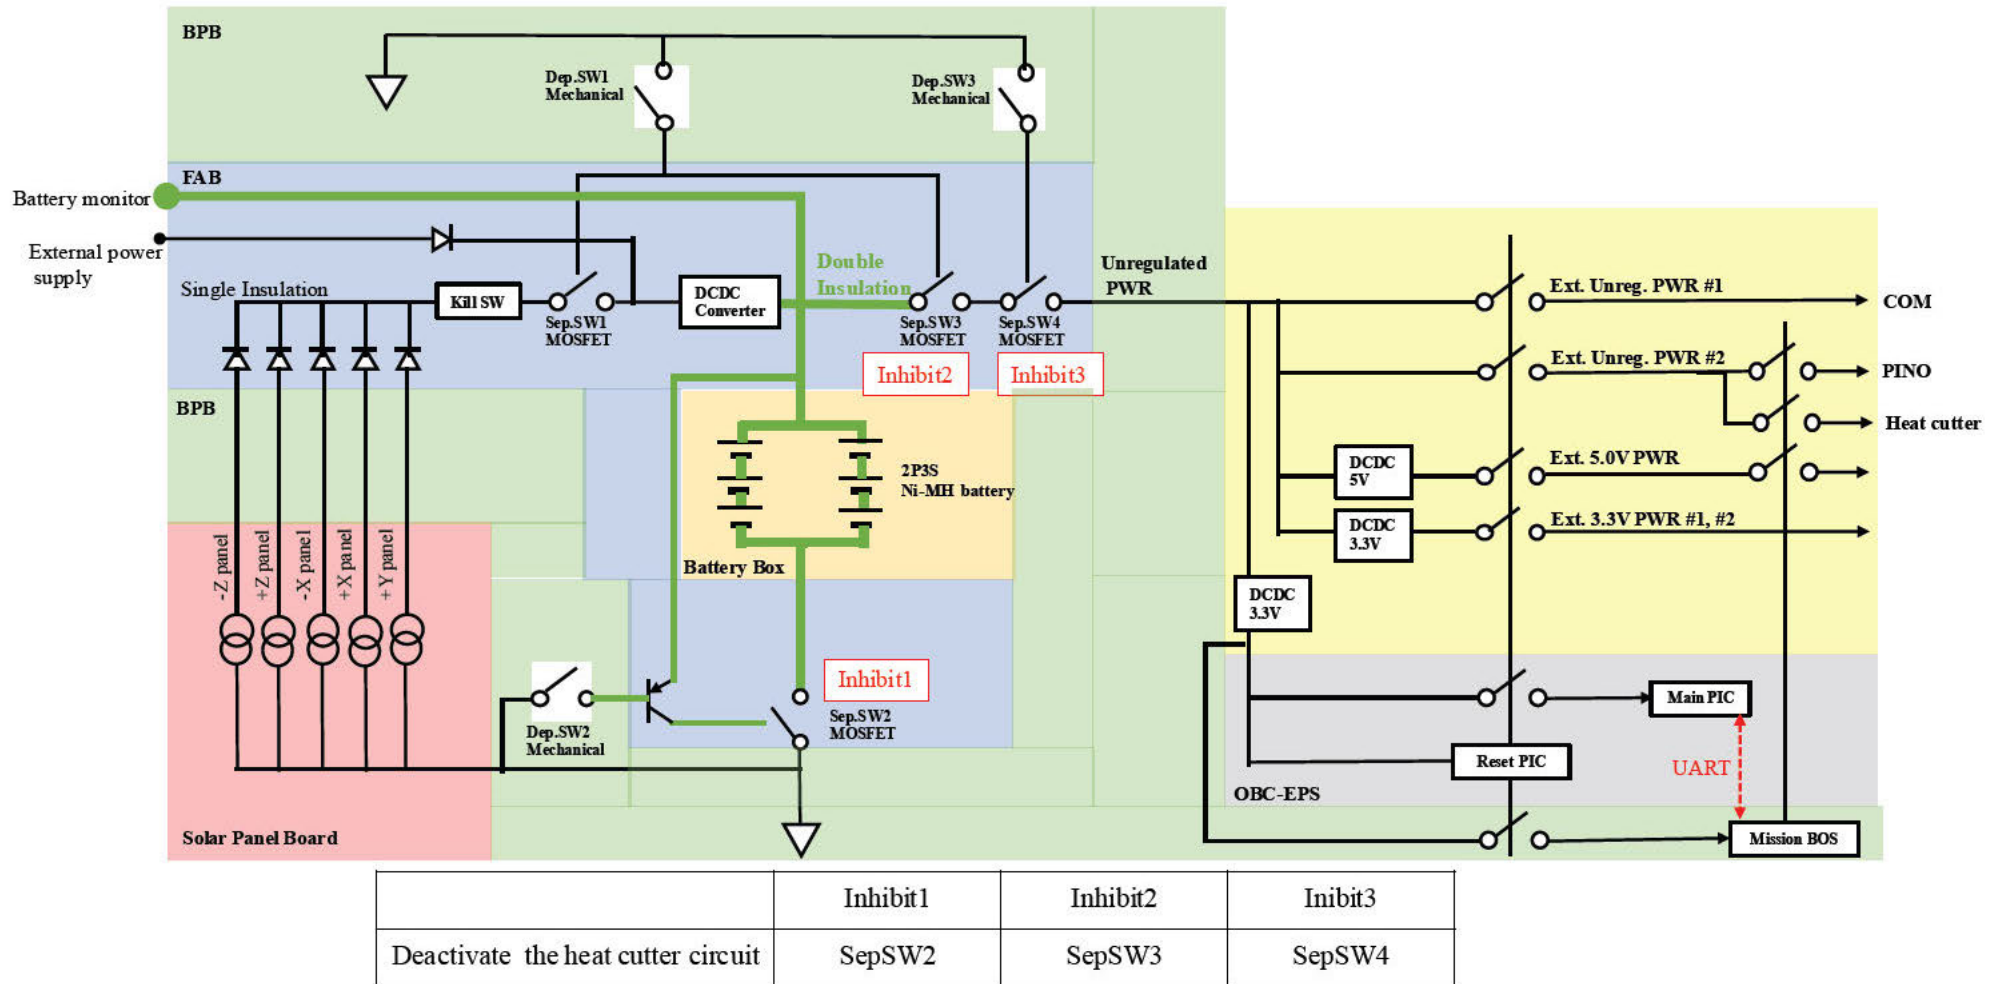 BPB
Dep.SW1
Mechanical
Dep.SW3
Mechanical
FAB
Battery monitor
External power
supply
Double
Insulation
Unregulated
PWR
Single Insulation
Kill SW
DCDC
Converter
Sep.SW1
MOSFET
Sep.SW3
MOSFET
Sep.SW4
MOSFET
Inhibit2
Inhibit3
Ext. Unreg. PWR #1
COM
Ext. Unreg. PWR #2
PINO
Heat cutter
BPB
2P3S
Ni-MH battery
DCDC
5V
Ext. 5.0V PWR
DCDC
3.3V
Ext. 3.3V PWR #1, #2
Battery Box
-Z panel
+Z panel
-X panel
+X panel
+Y panel
DCDC
3.3V
Inhibit1
Sep.SW2
MOSFET
Dep.SW2
Mechanical
Main PIC
Reset PIC
UART
OBC-EPS
Solar Panel Board
Mission BOS
Inhibit1 Inhibit2 Inibit3
Deactivate the heat cutter circuit SepSW2 SepSW3 SepSW4